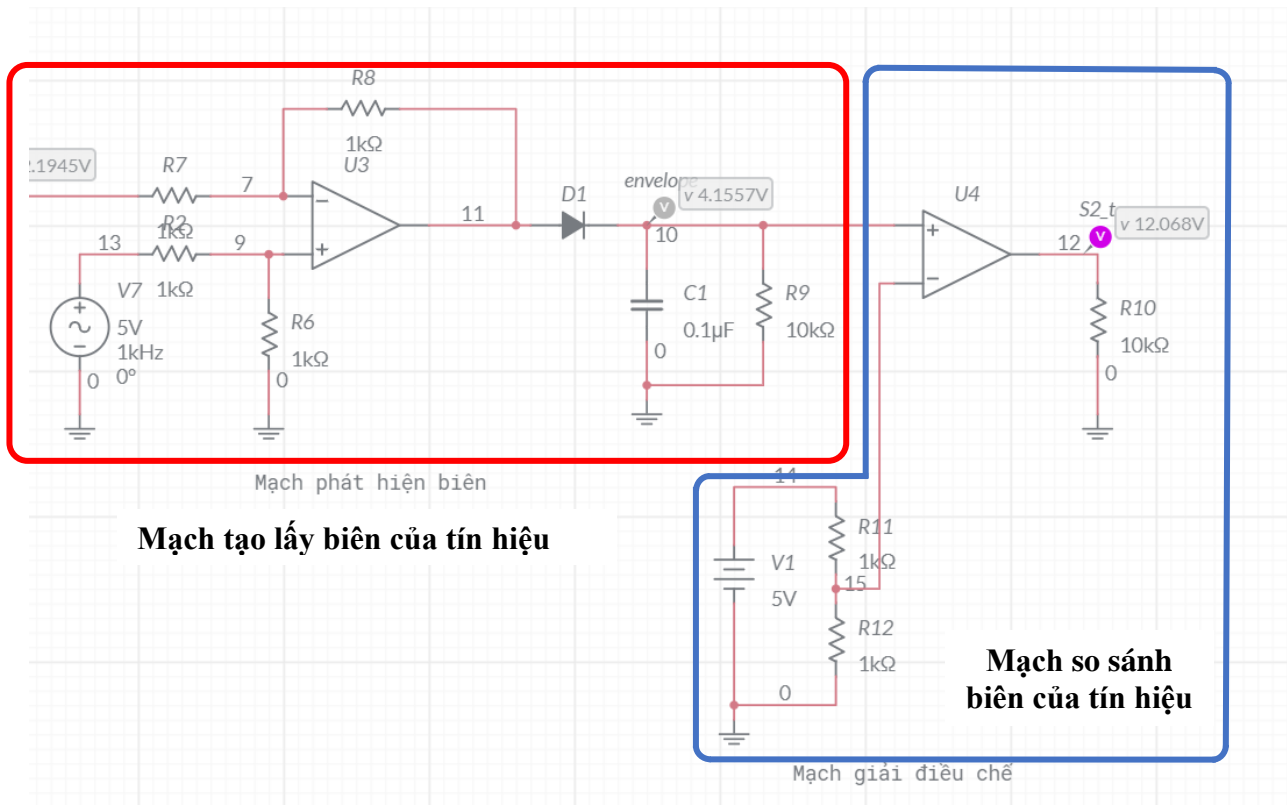 R8
1kΩ
U3
.1945V
R7
7
R2
1kΩ
13
9
1kΩ
V7
5V
1kHz
0°
0
R6
1kΩ
0
11
D1
envelope
v 4.1557V
V
10
C1
0.1µF
0
R9
10kΩ
U4
S2_t
v 12.068V
V
12
R10
10kΩ
0
Mạch phát hiện biên
Mạch tạo lấy biên của tín hiệu
14
R11
1kΩ
V1
5V
15
R12
1kΩ
0
Mạch so sánh
biên của tín hiệu
Mạch giải điều chế